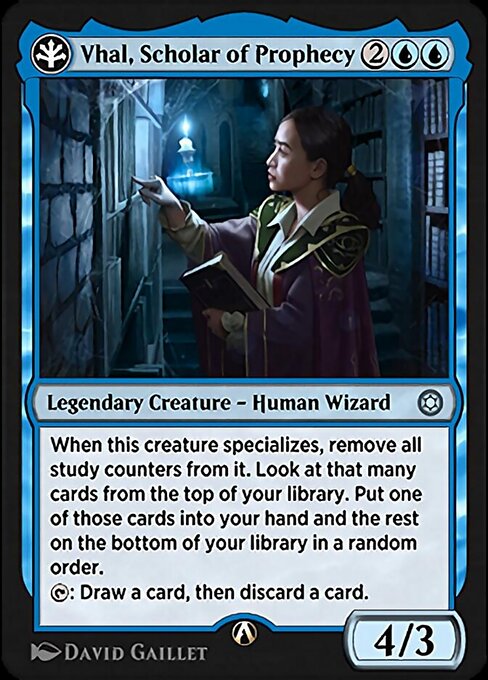 Vhal, Scholar of Prophecy 2
Legendary Creature – Human Wizard
When this creature specializes, remove all
study counters from it. Look at that many
cards from the top of your library. Put one
of those cards into your hand and the rest
on the bottom of your library in a random
order.
: Draw a card, then discard a card.
4/3
DAVID GAILLET